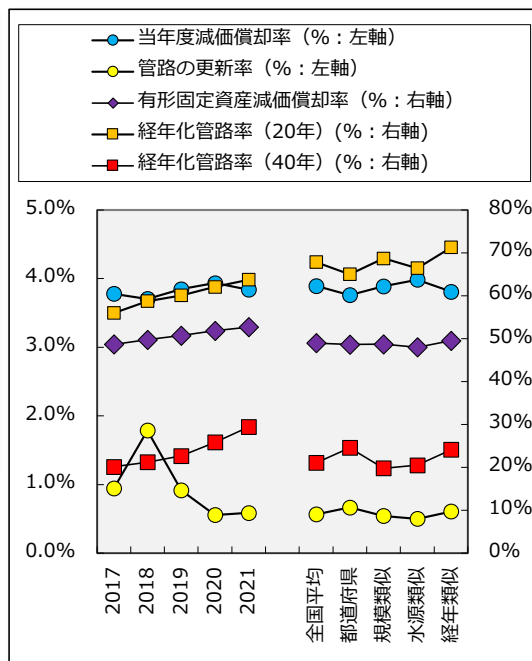 当年度減価償却率（%：左軸）
管路の更新率（%：左軸）
有形固定資産減価償却率（%：右軸）
経年化管路率（20年）(%：右軸)
経年化管路率（40年）(%：右軸)
5.0%
4.0%
3.0%
2.0%
1.0%
0.0%
80%
70%
60%
50%
40%
30%
20%
10%
0%
2017
2018
2019
2020
2021
全国平均
都道府県
規模類似
水源類似
経年類似